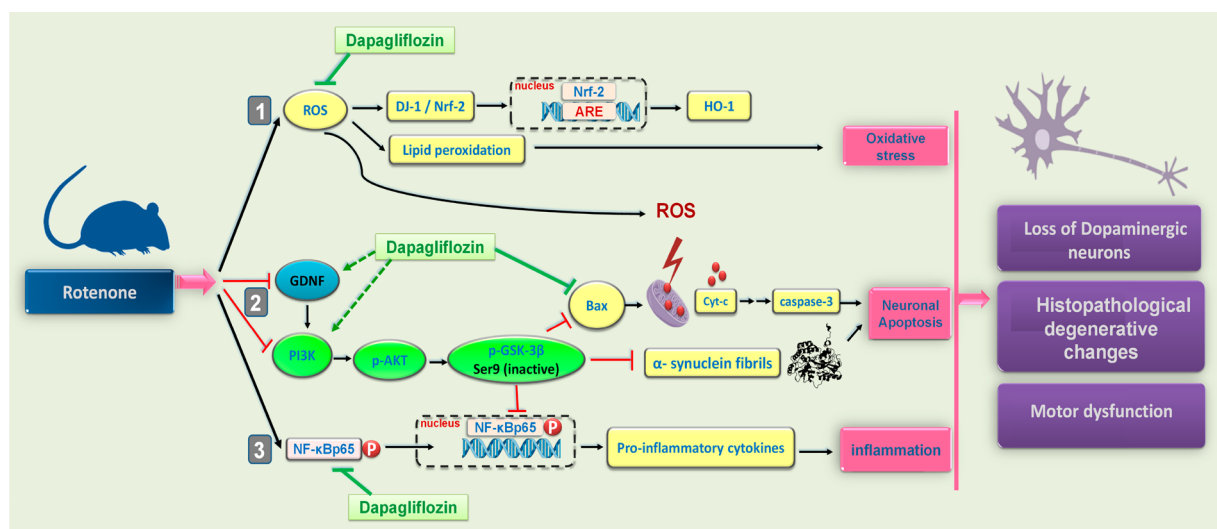 Dapagliflozin
1
ROS
DJ-1 / Nrf-2
nucleus
Nrf-2
ARE
HO-1
Lipid peroxidation
Oxidative
stress
ROS
Rotenone
2
GDNF
Dapagliflozin
Bax
Cyt-c
caspase-3
Neuronal
Apoptosis
PI3K
p-AKT
p-GSK-3β
Ser9 (inactive)
α- synuclein fibrils
3
NF-κBp65
P
nucleus
NF-κBp65
P
Pro-inflammatory cytokines
inflammation
Dapagliflozin
Loss of Dopaminergic
neurons
Histopathological
degenerative
changes
Motor dysfunction